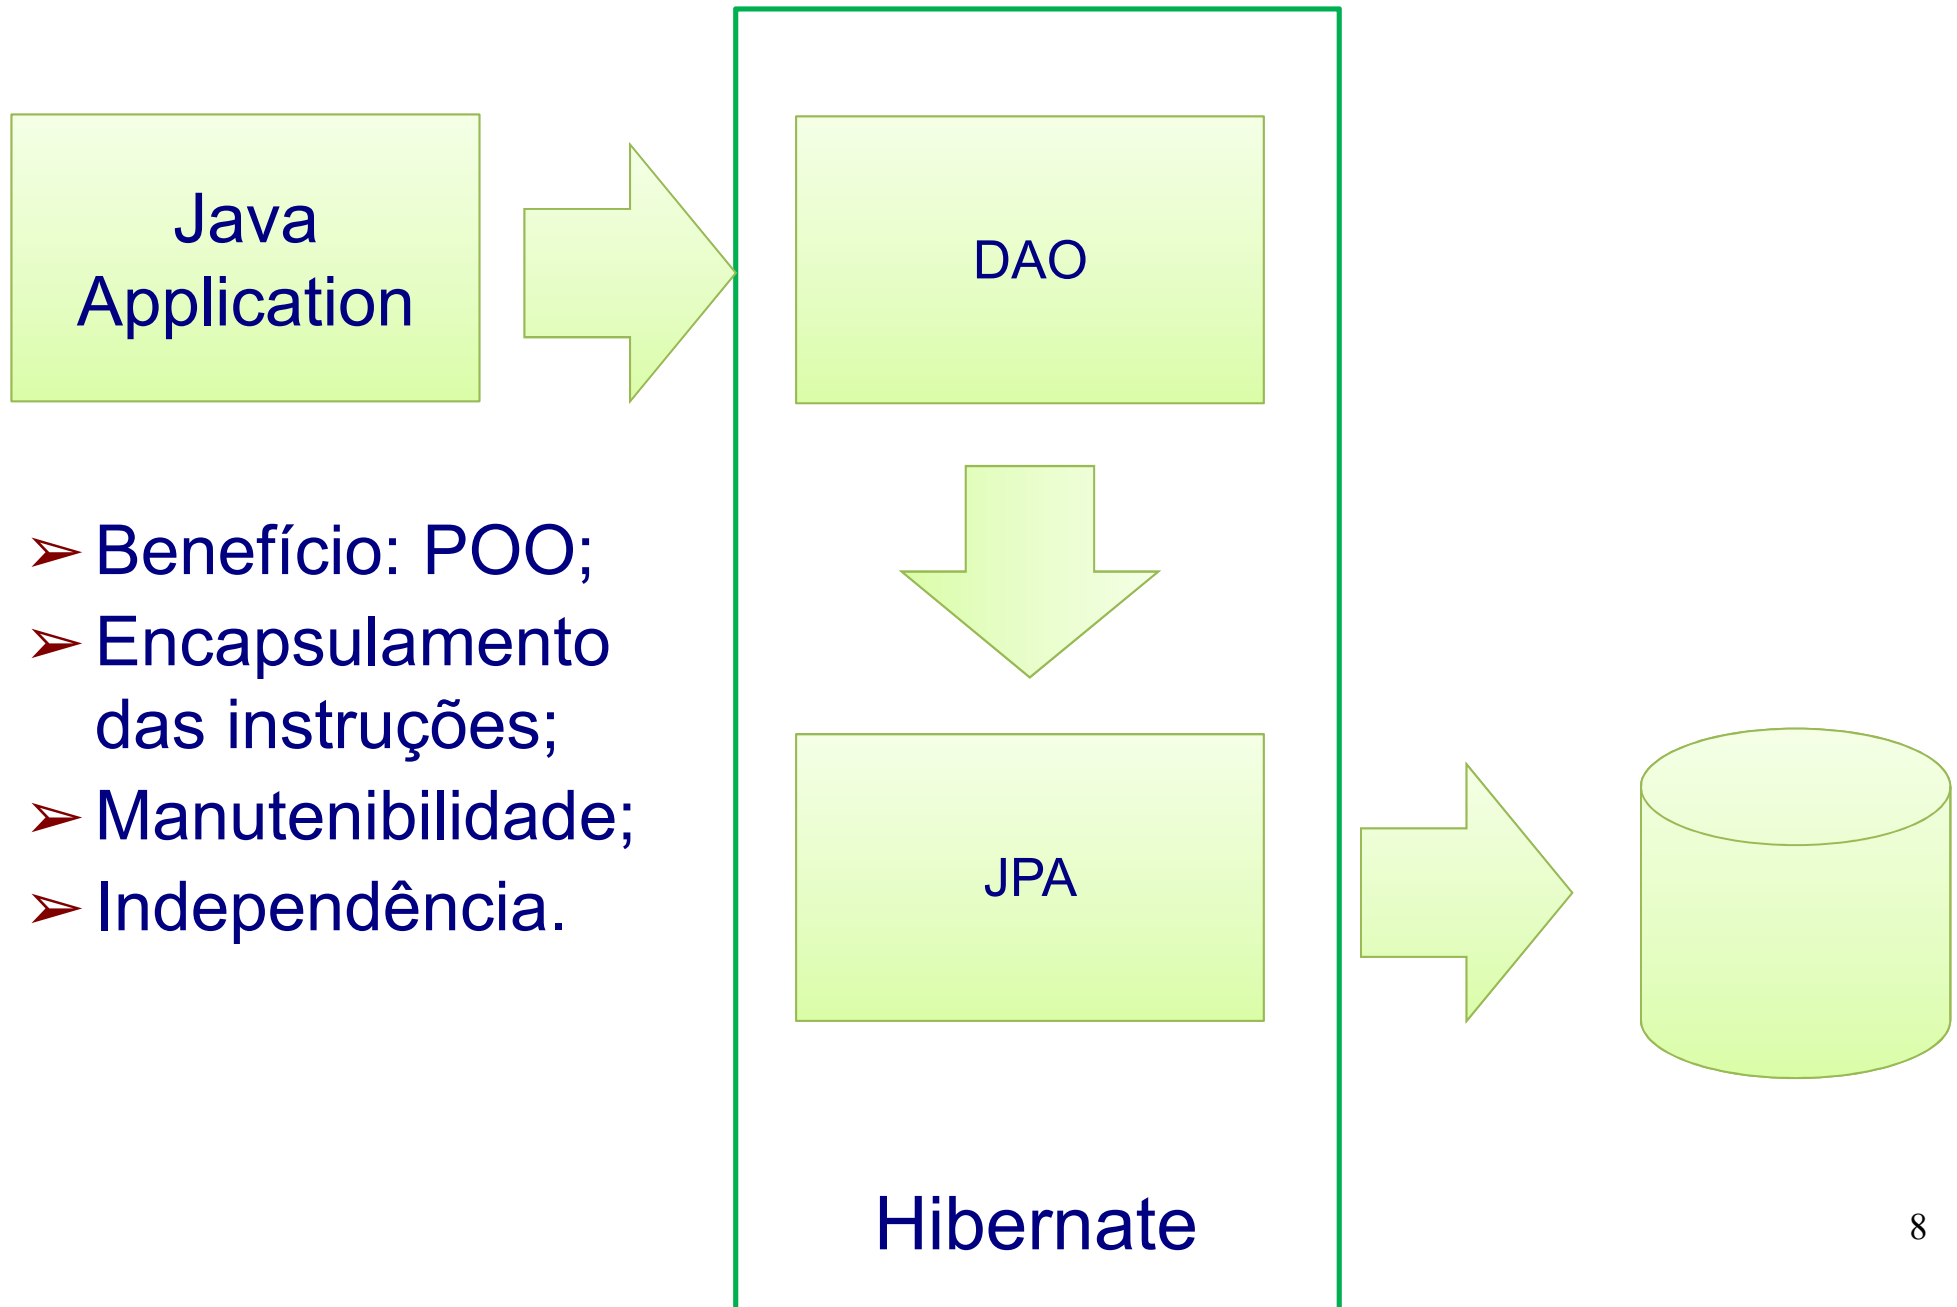 Java
Application
DAO
➢ Benefício: POO;
➢ Encapsulamento
das instruções;
➢ Manutenibilidade;
➢ Independência.
JPA
Hibernate
8